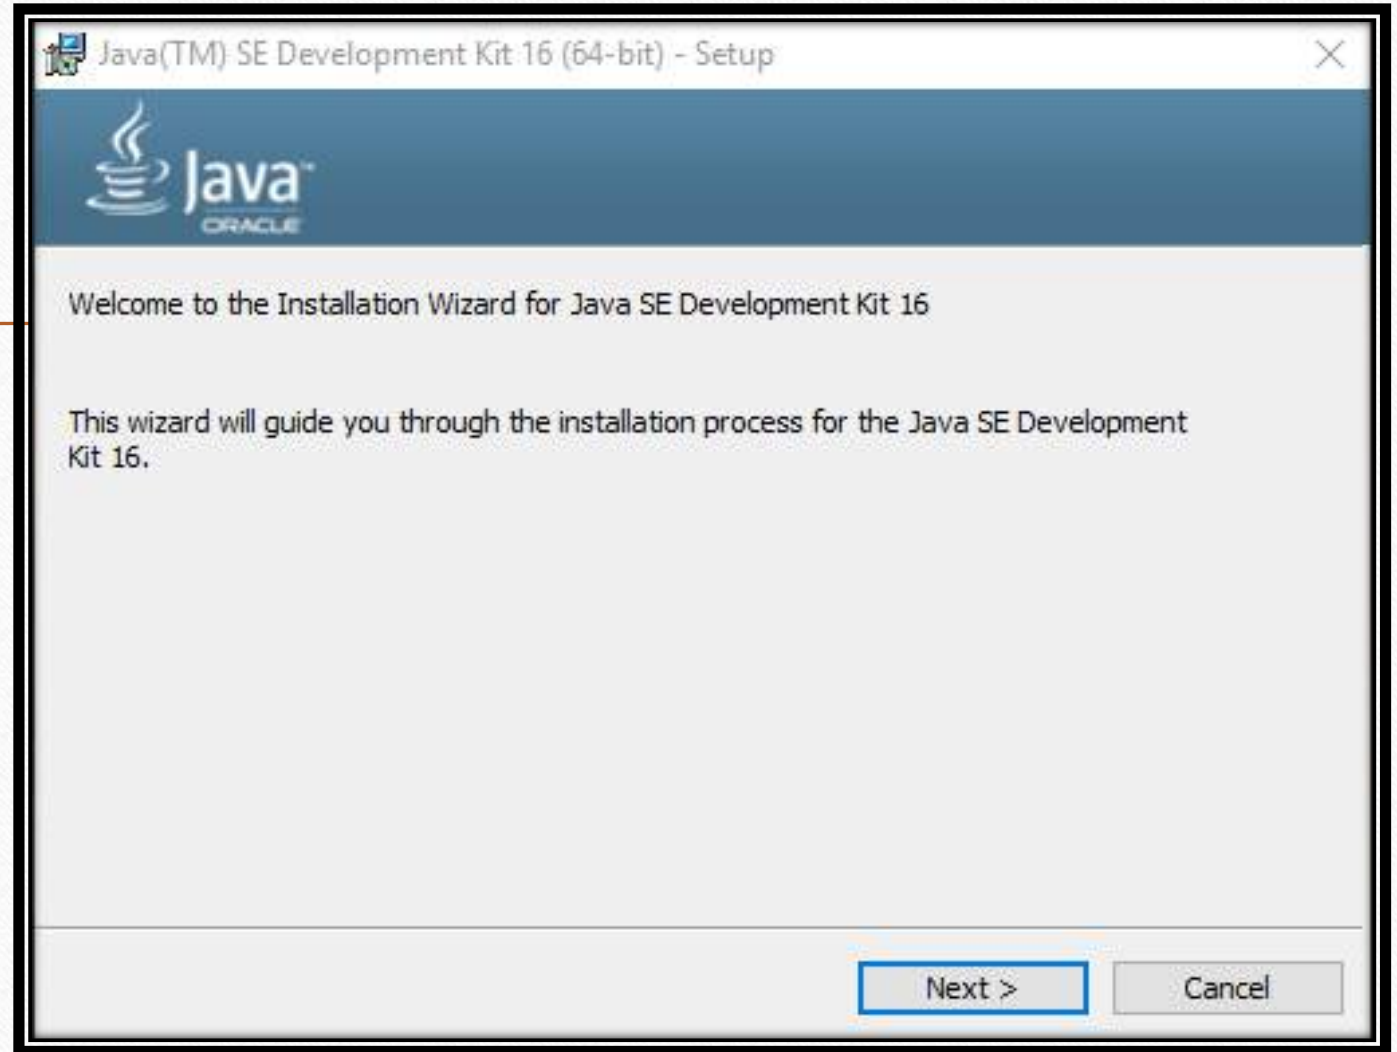 Java(TM) SE Development Kit 16 (64-bit) - Setup
Java™
ORACLE
Welcome to the Installation Wizard for Java SE Development Kit 16
This wizard will guide you through the installation process for the Java SE Development
Kit 16.
Next >
Cancel